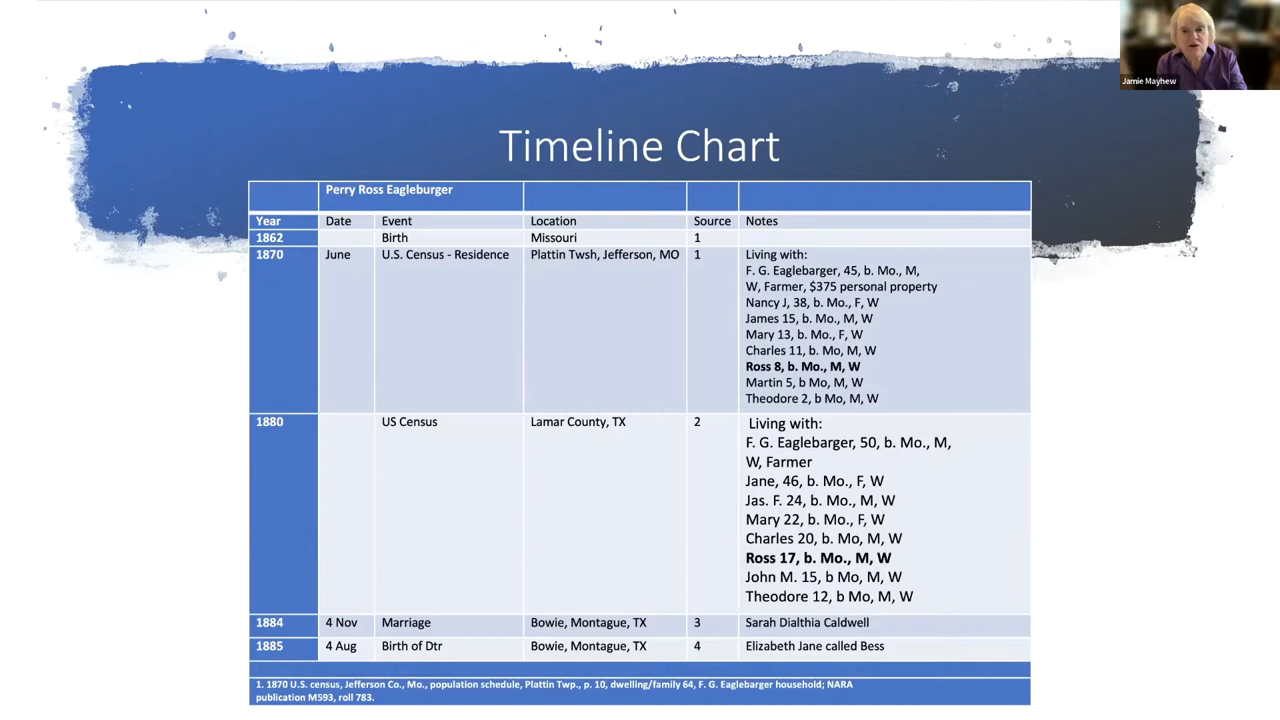 Jamie Mayhew
Timeline Chart
Perry Ross Eagleburger
Year Date Event Location Source Notes
1862 Birth Missouri 1
1870 June U.S. Census - Residence Plattin Twsh, Jefferson, MO 1 Living with:
F. G. Eaglebarger, 45, b. Mo., M,
W, Farmer, $375 personal property
Nancy J, 38, b. Mo., F, W
James 15, b. Mo., M, W
Mary 13, b. Mo., F, W
Charles 11, b. Mo, M, W
Ross 8, b. Mo., M, W
Martin 5, b Mo, M, W
Theodore 2, b Mo, M, W
1880 US Census Lamar County, TX 2 Living with:
F. G. Eaglebarger, 50, b. Mo., M,
W, Farmer
Jane, 46, b. Mo., F, W
Jas. F. 24, b. Mo., M, W
Mary 22, b. Mo., F, W
Charles 20, b. Mo, M, W
Ross 17, b. Mo., M, W
John M. 15, b Mo, M, W
Theodore 12, b Mo, M, W
1884 4 Nov Marriage Bowie, Montague, TX 3 Sarah Dialthia Caldwell
1885 4 Aug Birth of Dtr Bowie, Montague, TX 4 Elizabeth Jane called Bess
1. 1870 U.S. census, Jefferson Co., Mo., population schedule, Plattin Twp., p. 10, dwelling/family 64, F. G. Eaglebarger household; NARA
publication M593, roll 783.